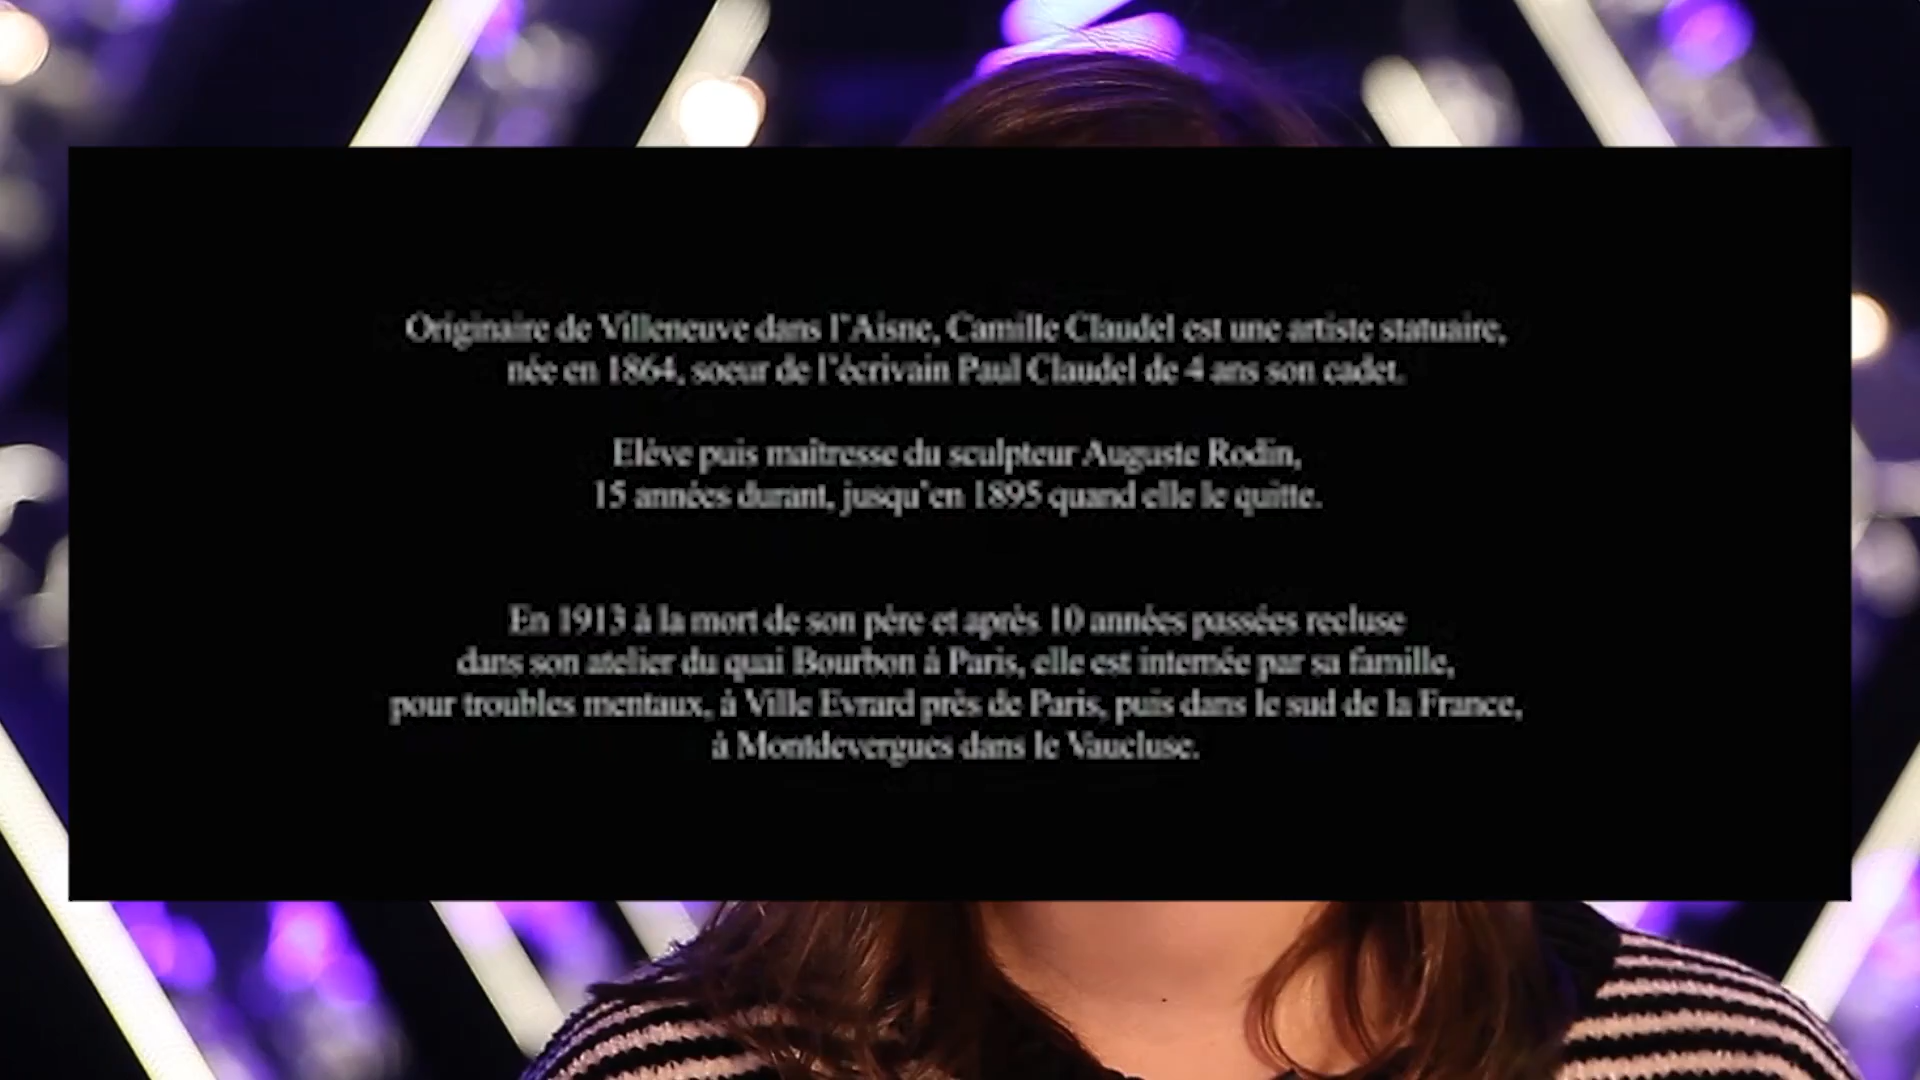 Originaire de Villeneuve dans l'Aisne, Camille Claudel est une artiste statuaire,
née en 1864, soeur de l'écrivain Paul Claudel de 4 ans son cadet.
Elève puis maîtresse du sculpteur Auguste Rodin,
15 années durant, jusqu'en 1895 quand elle le quitte.
En 1913 à la mort de son père et après 10 années passées recluse
dans son atelier du quai Bourbon à Paris, elle est internée par sa famille,
pour troubles mentaux, à Ville Evrard près de Paris, puis dans le sud de la France,
à Montdevergues dans le Vaucluse.